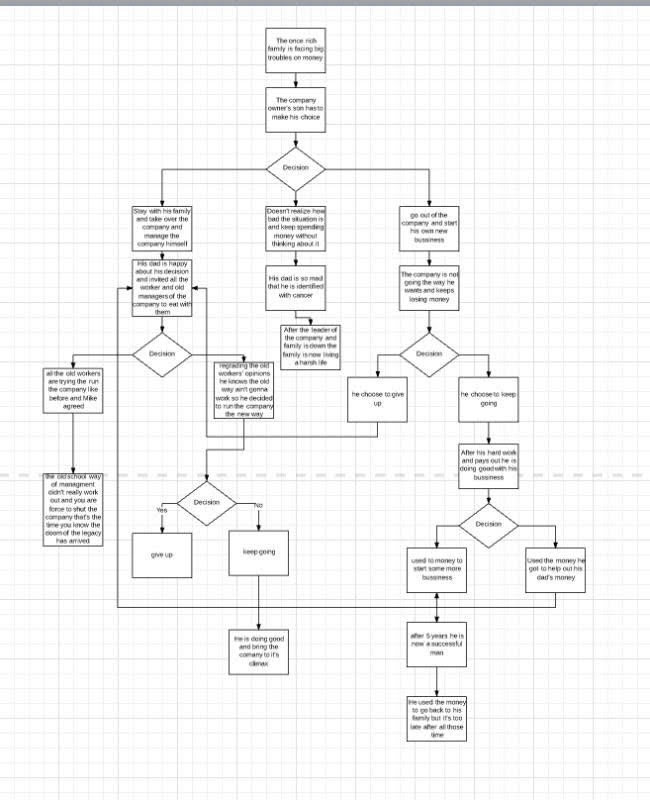 The once rich
family is facing big
troubles on money
The company
owner's son has to
make his choice
Decision
Stay with his family
and take over the
company and
manage the
company himself
Doesn't realize how
bad the situation is
and keep spending
money without
thinking about it
go out of the
company and start
his own new
bussiness
His dad is happy
about his decision
and invited all the
worker and old
managers of the
company to eat with
them
His dad is so mad
that he is identified
with cancer
The company is not
going the way he
wants and keeps
losing money
After the leader of
the company and
family is down the
family is now living
a harsh life
Decision
Decision
all the old workers
are trying the run
the company like
before and Mike
agreed
regrading the old
workers' opinions
he knows the old
way ain't gonna
work so he decided
to run the company
the new way
he choose to give
up
he choose to keep
going
After his hard work
and pays out he is
doing good with his
bussiness
the old school way
of managment
didn't really work
out and you are
force to shut the
company that's the
time you know the
doom of the legacy
has arrived
Decision
Yes
No
Decision
give up
keep going
used to money to
start some more
bussiness
Used the money he
got to help out his
dad's money
He is doing good
and bring the
comany to it's
climax
after 5 years he is
now a successful
man
He used the money
to go back to his
family but it's too
late after all those
time